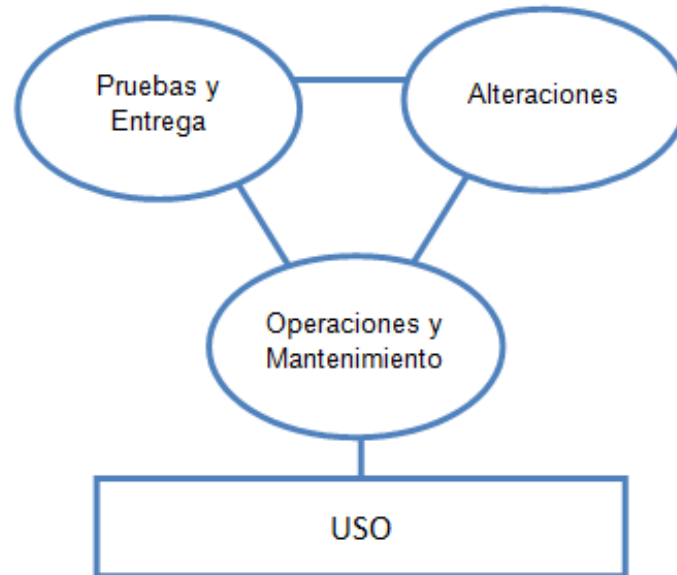 Pruebas y
Entrega
Alteraciones
Operaciones y
Mantenimiento
USO